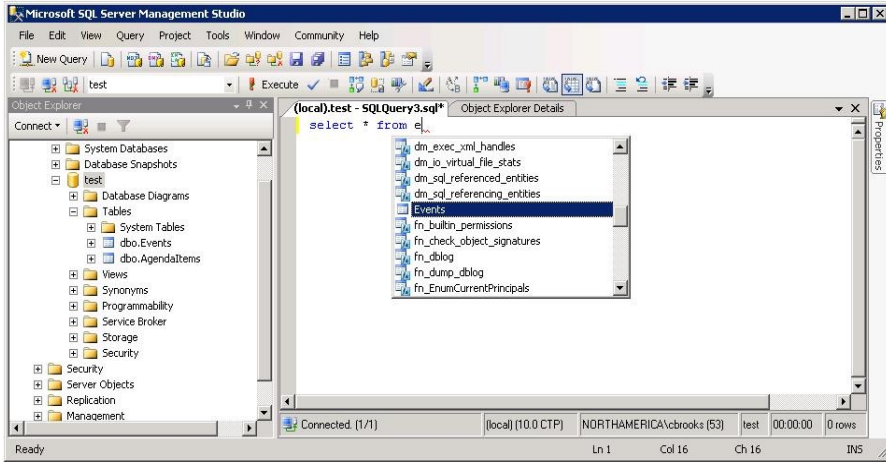 Microsoft SQL Server Management Studio
File Edit View Query Project Tools Window Community Help
New Query
test Execute
Object Explorer
(local).test - SQLQuery3.sql* Object Explorer Details
Properties
Connect
select * from e
System Databases
Database Snapshots
test
Database Diagrams
Tables
System Tables
dbo.Events
dbo.AgendaItems
Views
Synonyms
Programmability
Service Broker
Storage
Security
Security
Server Objects
Replication
Management
dm_exec_xml_handles
dm_io_virtual_file_stats
dm_sql_referenced_entities
dm_sql_referencing_entities
Events
fn_builtin_permissions
fn_check_object_signatures
fn_dblog
fn_dump_dblog
fn_EnumCurrentPrincipals
Connected. (1/1) (local) (10.0 CTP) NORTHAMERICA\cbrooks (53) test 00:00:00 0 rows
Ready Ln 1 Col 16 Ch 16 INS